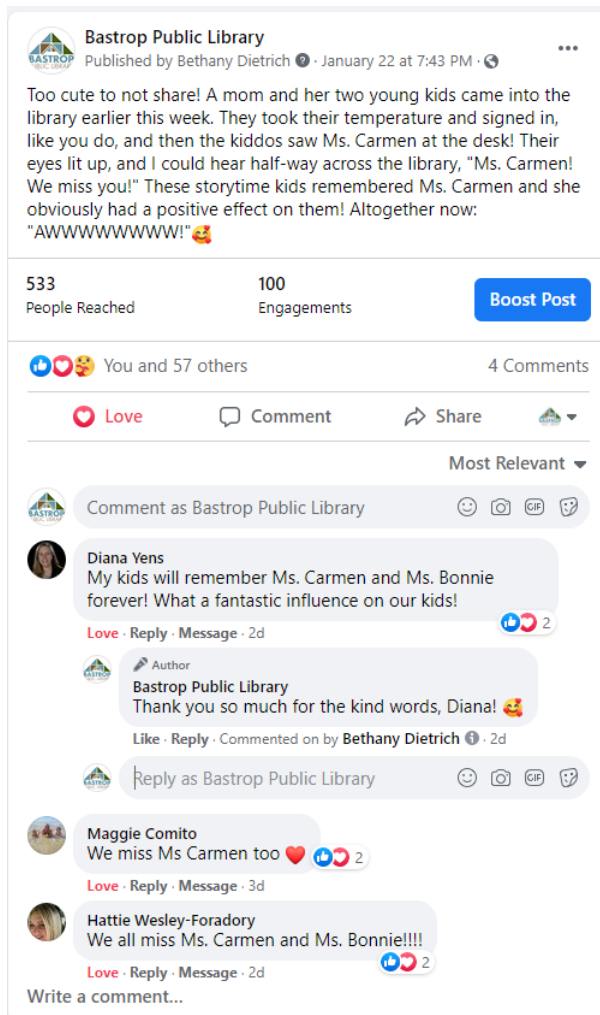 Bastrop Public Library
Published by Bethany Dietrich · January 22 at 7:43 PM ·
Too cute to not share! A mom and her two young kids came into the
library earlier this week. They took their temperature and signed in,
like you do, and then the kiddos saw Ms. Carmen at the desk! Their
eyes lit up, and I could hear half-way across the library, "Ms. Carmen!
We miss you!" These storytime kids remembered Ms. Carmen and she
obviously had a positive effect on them! Altogether now:
"AWWWWWWWW!"🥰
533
People Reached
100
Engagements
Boost Post
You and 57 others
4 Comments
Love
Comment
Share
Most Relevant
BASTROP
Comment as Bastrop Public Library
GIF
Diana Yens
My kids will remember Ms. Carmen and Ms. Bonnie
forever! What a fantastic influence on our kids!
2
Love · Reply · Message · 2d
Author
Bastrop Public Library
Thank you so much for the kind words, Diana! 🥰
Like · Reply · Commented on by Bethany Dietrich · 2d
Reply as Bastrop Public Library
GIF
Maggie Comito
We miss Ms Carmen too ❤️
2
Love · Reply · Message · 3d
Hattie Wesley-Foradory
We all miss Ms. Carmen and Ms. Bonnie!!!!
2
Love · Reply · Message · 2d
Write a comment...